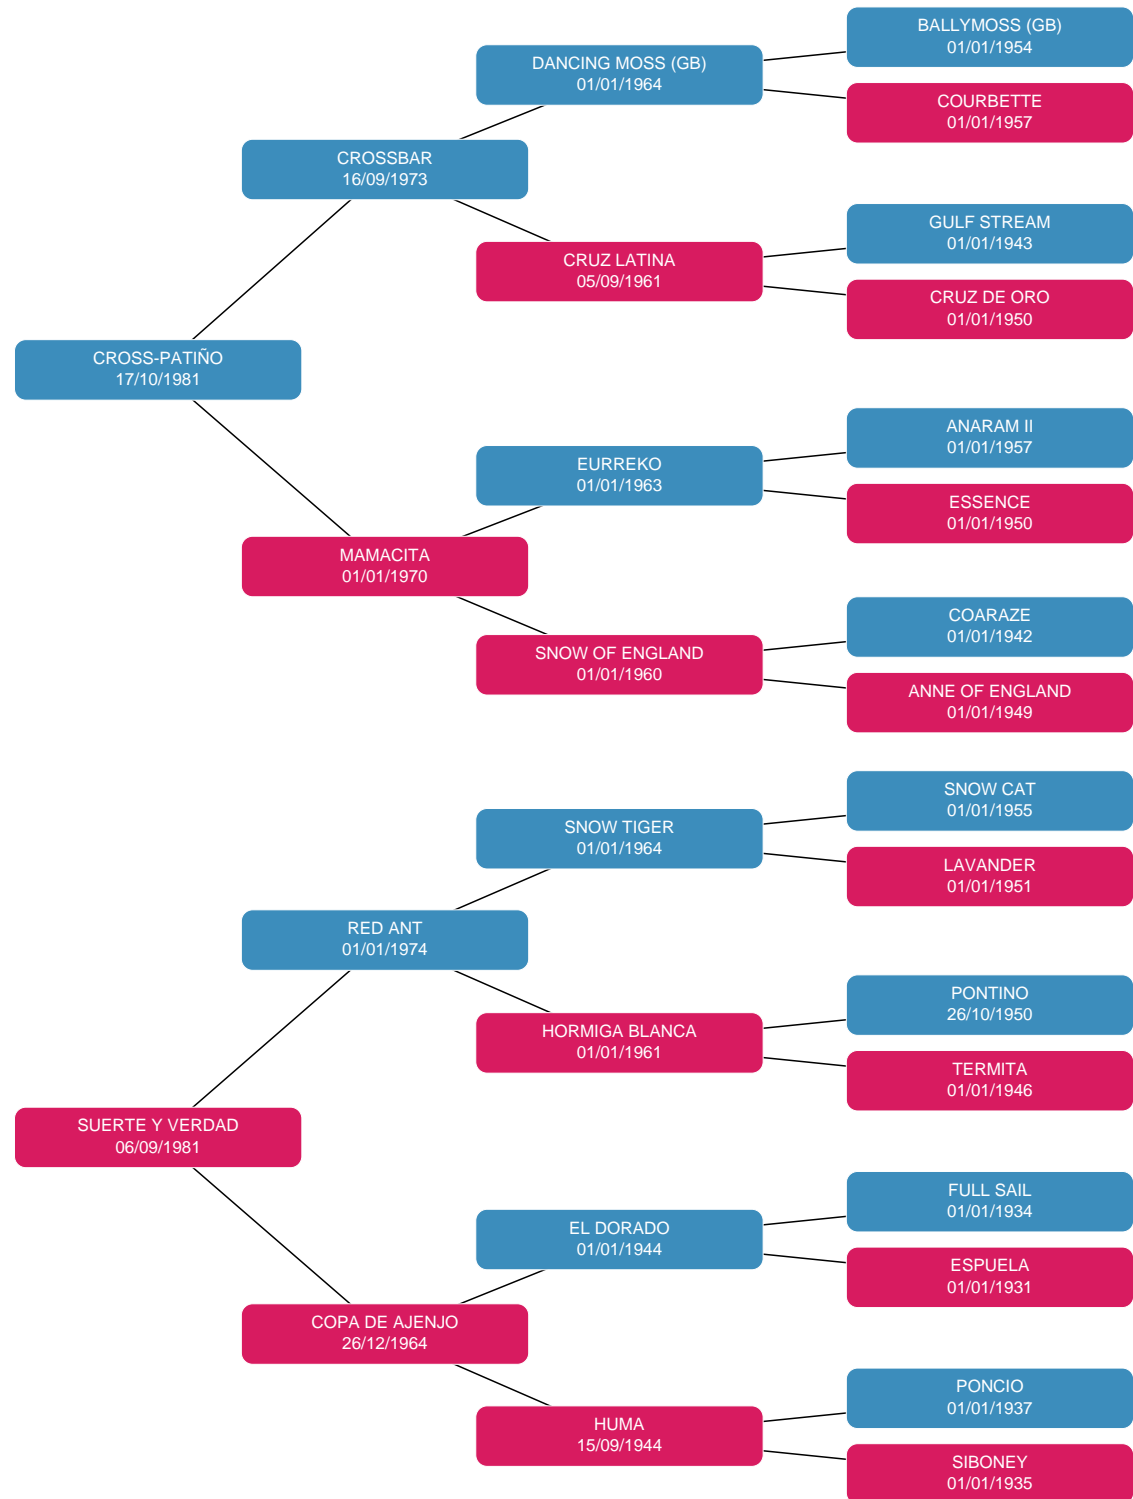 BALLYMOSS (GB)
01/01/1954
DANCING MOSS (GB)
01/01/1964
COURBETTE
01/01/1957
CROSSBAR
16/09/1973
GULF STREAM
01/01/1943
CRUZ LATINA
05/09/1961
CRUZ DE ORO
01/01/1950
CROSS-PATIÑO
17/10/1981
ANARAM II
01/01/1957
EURREKO
01/01/1963
ESSENCE
01/01/1950
MAMACITA
01/01/1970
COARAZE
01/01/1942
SNOW OF ENGLAND
01/01/1960
ANNE OF ENGLAND
01/01/1949
SNOW CAT
01/01/1955
SNOW TIGER
01/01/1964
LAVANDER
01/01/1951
RED ANT
01/01/1974
PONTINO
26/10/1950
HORMIGA BLANCA
01/01/1961
TERMITA
01/01/1946
SUERTE Y VERDAD
06/09/1981
FULL SAIL
01/01/1934
EL DORADO
01/01/1944
ESPUELA
01/01/1931
COPA DE AJENJO
26/12/1964
PONCIO
01/01/1937
HUMA
15/09/1944
SIBONEY
01/01/1935